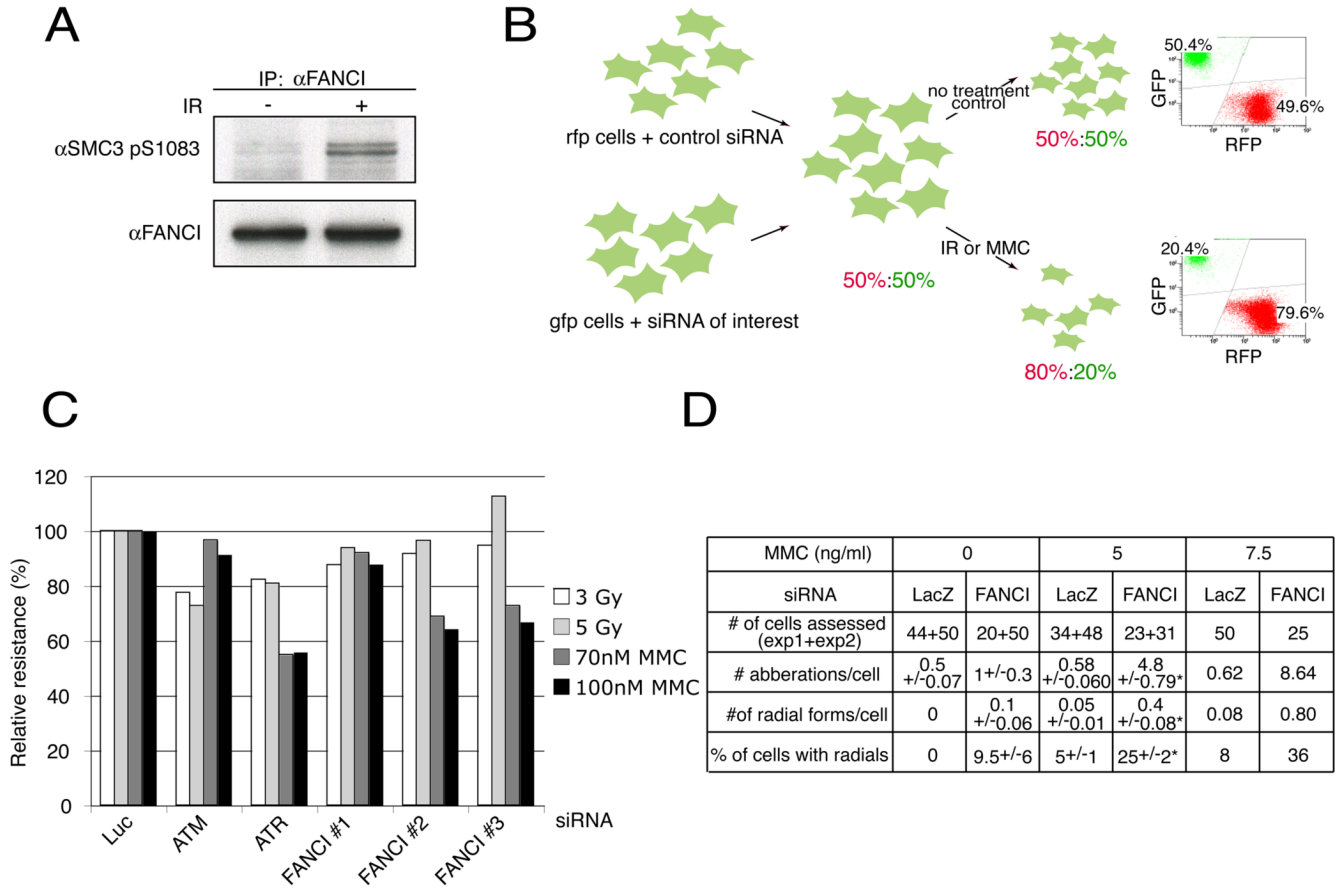 A
IP: αFANCI
IR - +
αSMC3 pS1083
αFANCI
B
rfp cells + control siRNA
gfp cells + siRNA of interest
50%:50%
no treatment
control
50%:50%
IR or MMC
80%:20%
50.4%
GFP
49.6%
RFP
20.4%
GFP
79.6%
RFP
C
Relative resistance (%)
120
100
80
60
40
20
0
Luc
ATM
ATR
FANCI #1
FANCI #2
FANCI #3
siRNA
3 Gy
5 Gy
70nM MMC
100nM MMC
D
MMC (ng/ml) 0 5 7.5
siRNA LacZ FANCI LacZ FANCI LacZ FANCI
# of cells assessed (exp1+exp2) 44+50 20+50 34+48 23+31 50 25
# abberations/cell 0.5 +/-0.07 1+/-0.3 0.58 +/-0.060 4.8 +/-0.79* 0.62 8.64
#of radial forms/cell 0 0.1 +/-0.06 0.05 +/-0.01 0.4 +/-0.08* 0.08 0.80
% of cells with radials 0 9.5+/-6 5+/-1 25+/-2* 8 36